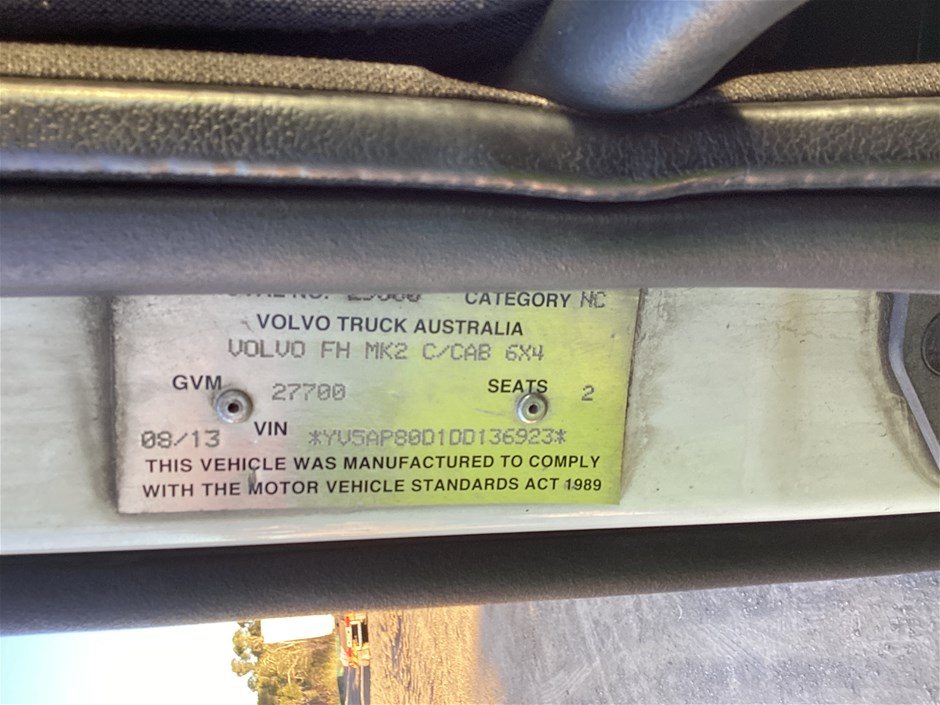 CATEGORY NC
VOLVO TRUCK AUSTRALIA
VOLVO FH MK2 C/CAB 6X4
GVM 27700 SEATS 2
08/13 VIN *YV5AP80D1DD136923*
THIS VEHICLE WAS MANUFACTURED TO COMPLY
WITH THE MOTOR VEHICLE STANDARDS ACT 1989